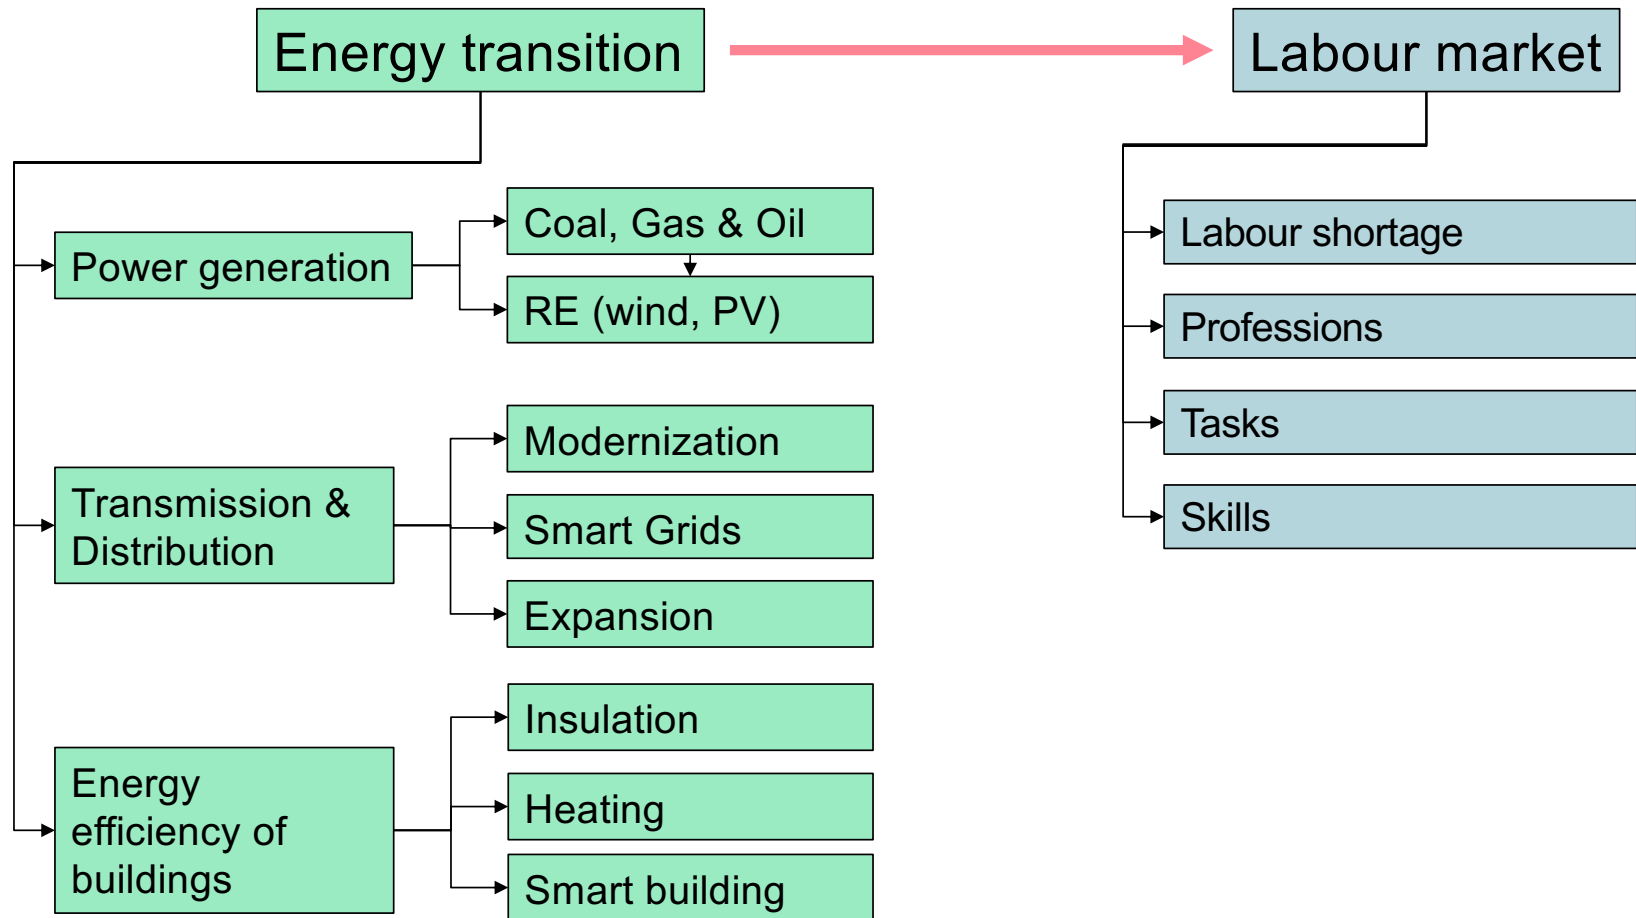 Energy transition
Labour market
Power generation
Coal, Gas & Oil
RE (wind, PV)
Transmission &
Distribution
Modernization
Smart Grids
Expansion
Energy
efficiency of
buildings
Insulation
Heating
Smart building
Labour shortage
Professions
Tasks
Skills